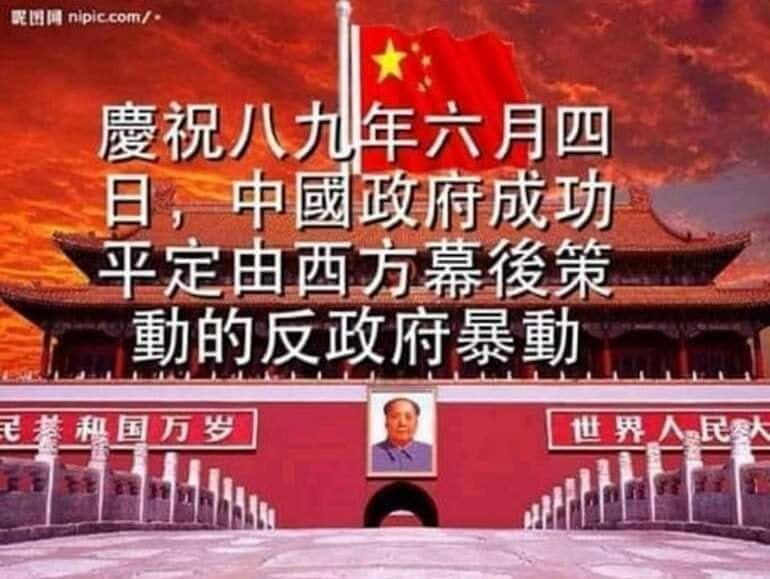 昵图网 nipic.com/
慶祝八九年六月四
日，中國政府成功
平定由西方幕後策
動的反政府暴動
民共和国万岁
世界人民大